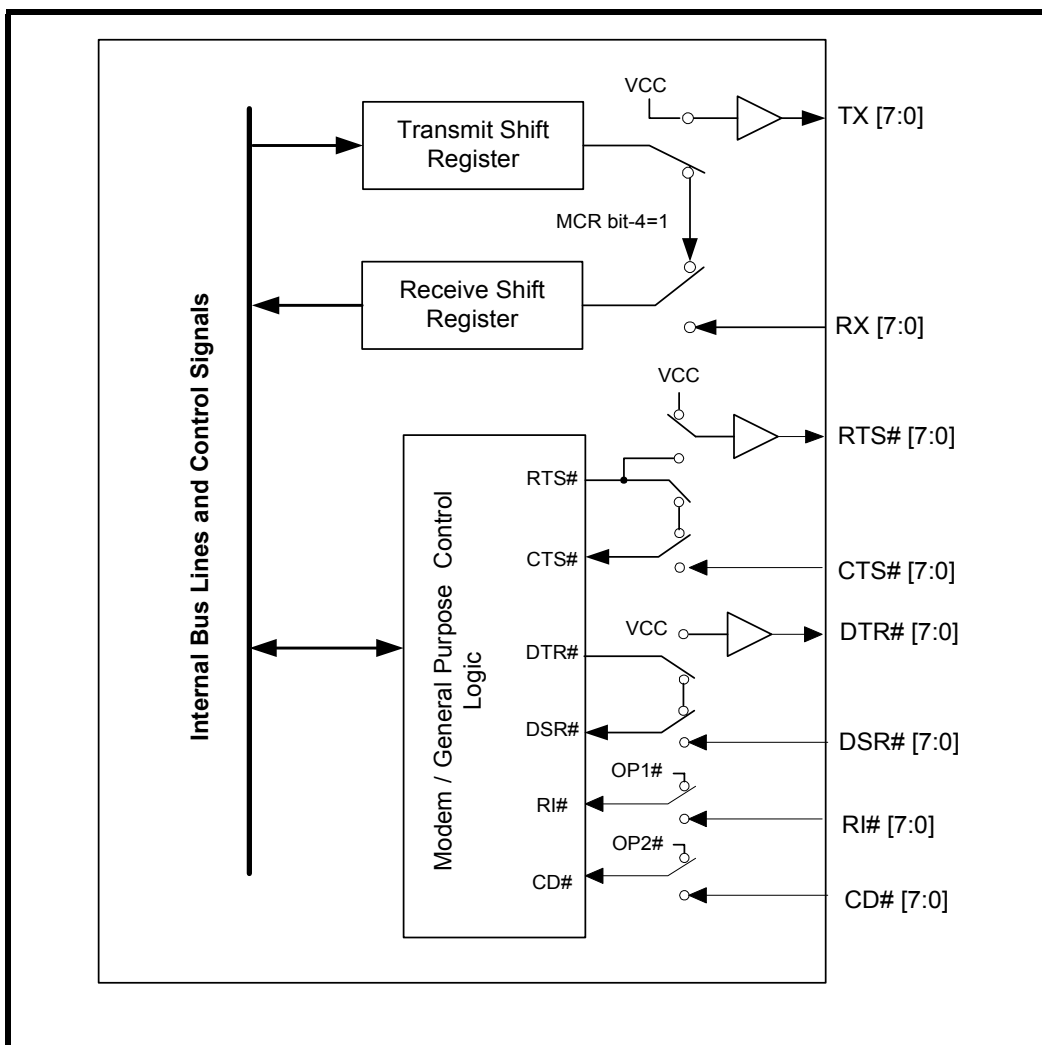 VCC
TX [7:0]
Transmit Shift
Register
MCR bit-4=1
Receive Shift
Register
RX [7:0]
Internal Bus Lines and Control Signals
VCC
RTS# [7:0]
Modem / General Purpose Control
Logic
RTS#
CTS#
CTS# [7:0]
VCC
DTR# [7:0]
DTR#
DSR#
DSR# [7:0]
OP1#
RI#
RI# [7:0]
OP2#
CD#
CD# [7:0]